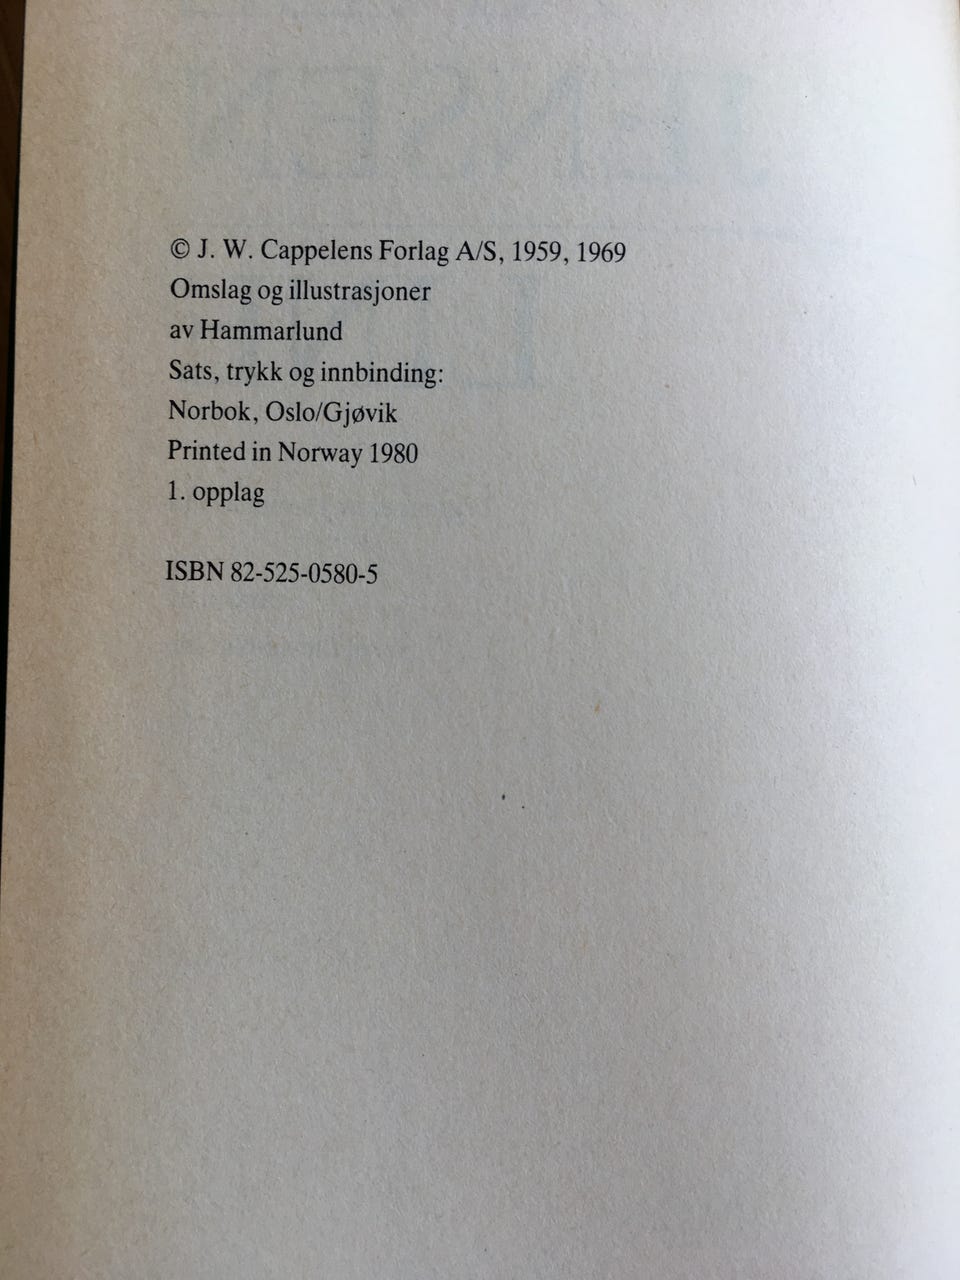 © J. W. Cappelens Forlag A/S, 1959, 1969
Omslag og illustrasjoner
av Hammarlund
Sats, trykk og innbinding:
Norbok, Oslo/Gjøvik
Printed in Norway 1980
1. opplag
ISBN 82-525-0580-5